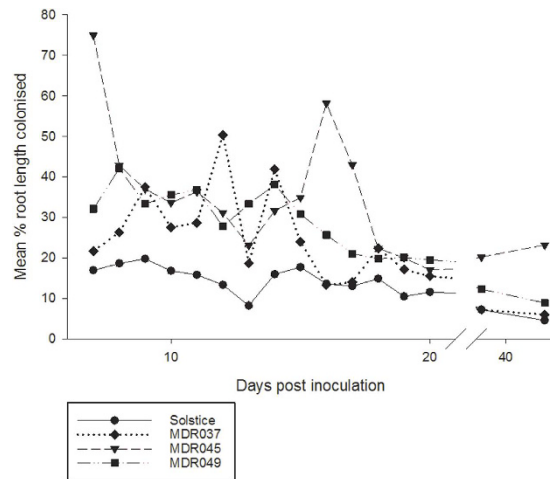 80
70
60
50
40
30
20
10
0
Mean % root length colonised
10 20 40
Days post inoculation
Solstice
MDR037
MDR045
MDR049